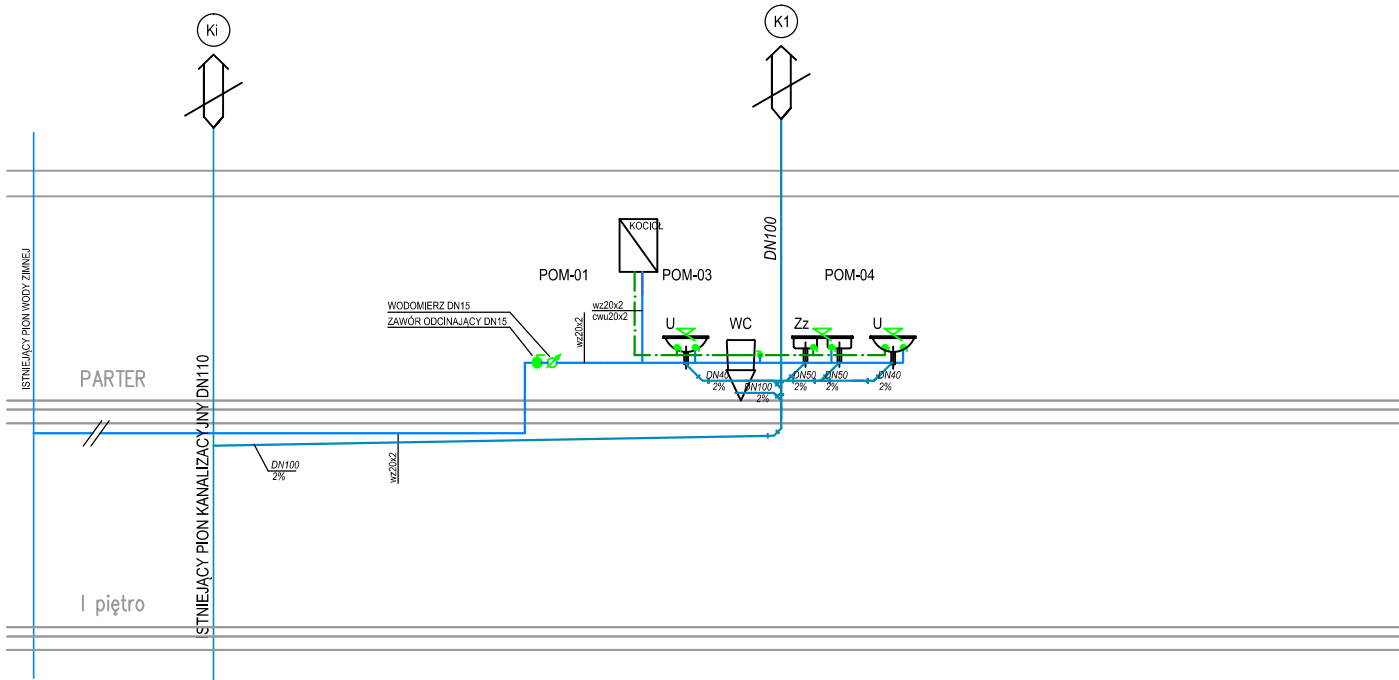 Ki
K1
DN100
ISTNIEJĄCY PION WODY ZIMNEJ
KOCIOŁ
POM-01
POM-03
POM-04
WODOMIERZ DN15
ZAWÓR ODCINAJĄCY DN15
wz20x2
wz20x2
cwu20x2
U
WC
Zz
U
PARTER
DN40
2%
DN100
2%
DN50
2%
DN50
2%
DN40
2%
ISTNIEJĄCY PION KANALIZACYJNY DN110
DN100
2%
wz20x2
I piętro